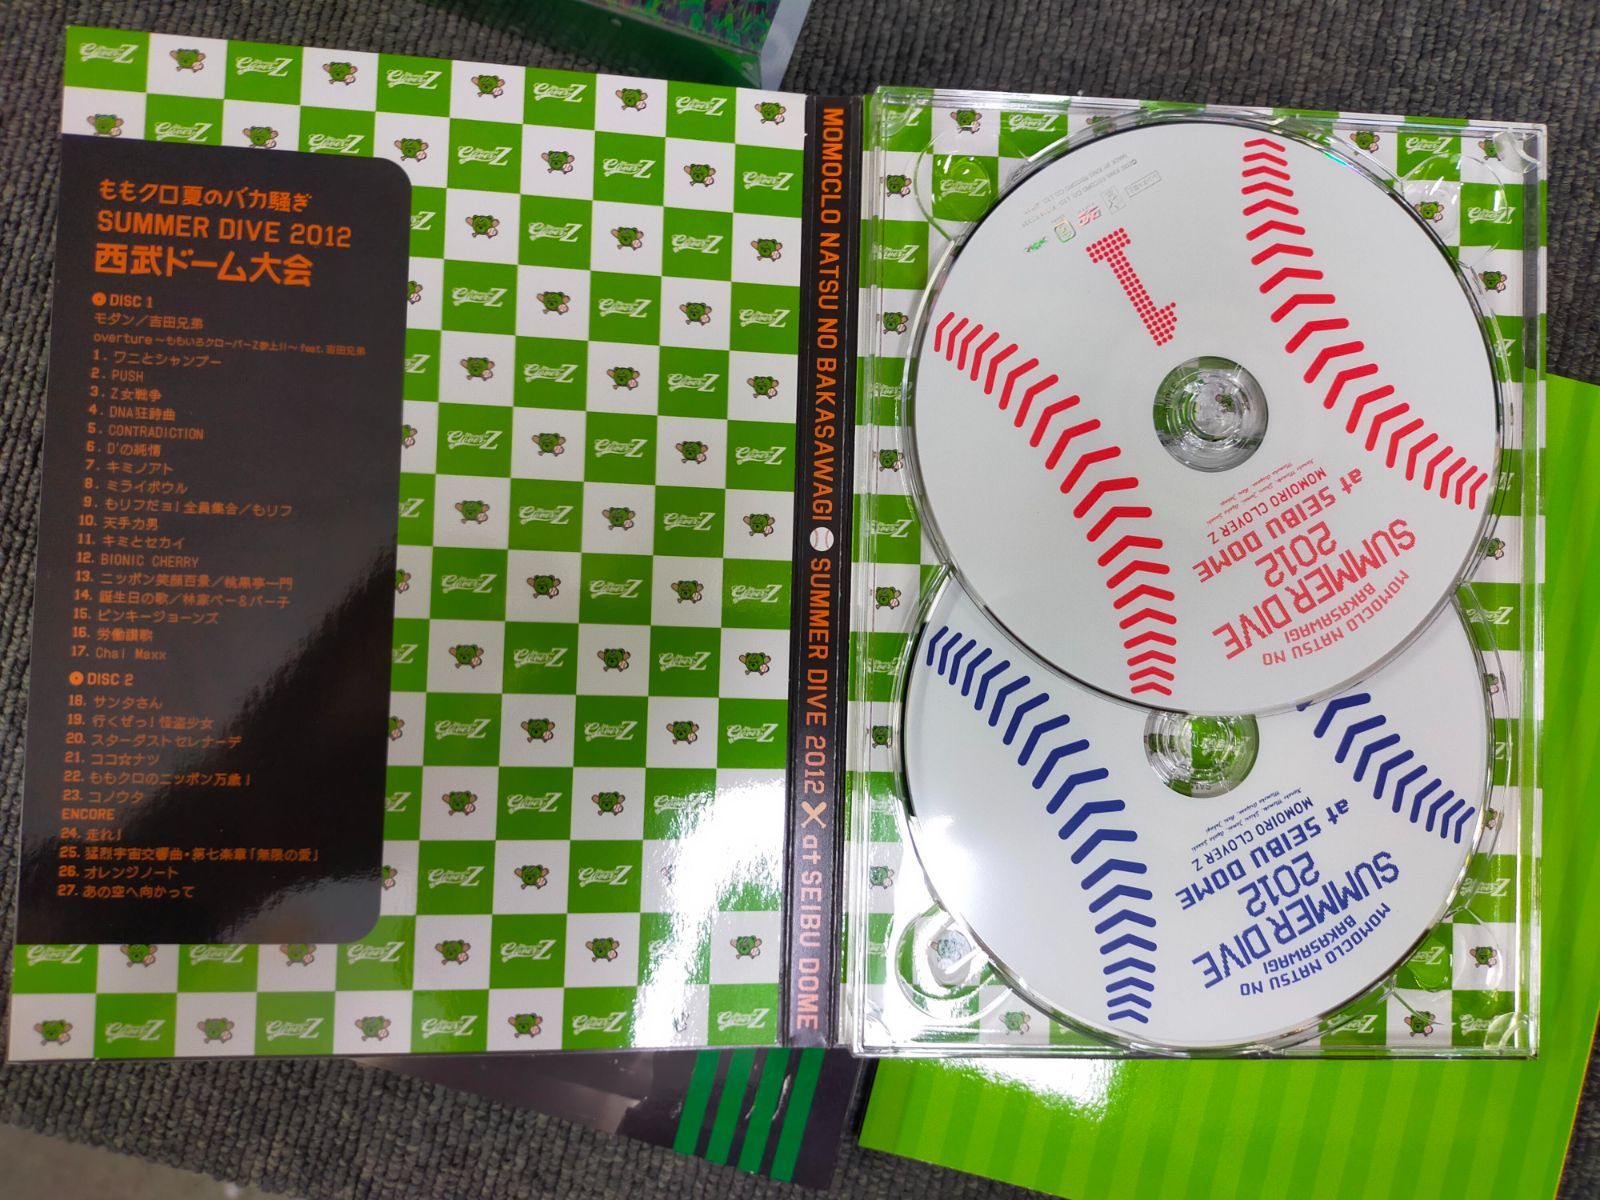 ももクロ夏のバカ騒ぎ
SUMMER DIVE 2012
西武ドーム大会
DISC 1
モダン／吉田兄弟
overture～ももいろクローバーZ参上!!～feat.吉田兄弟
1. ワニとシャンプー
2. PUSH
3. Z女戦争
4. DNA狂詩曲
5. CONTRADICTION
6. D'の純情
7. キミノアト
8. ミライボウル
9. もリフだョ!全員集合／もリフ
10. 天手力男
11. キミとセカイ
12. BIONIC CHERRY
13. ニッポン笑顔百景／桃黒亭一門
14. 誕生日の歌／林家ペー&パー子
15. ピンキージョーンズ
16. 労働讃歌
17. Chai Maxx
DISC 2
18. サンタさん
19. 行くぜっ!怪盗少女
20. スターダストセレナーデ
21. ココ☆ナツ
22. ももクロのニッポン万歳!
23. コノウタ
ENCORE
24. 走れ!
25. 猛烈宇宙交響曲・第七楽章「無限の愛」
26. オレンジノート
27. あの空へ向かって
MOMOCLO NATSU NO BAKASAWAGI SUMMER DIVE 2012 at SEIBU DOME
1
MOMOCLO NATSU NO
BAKASAWAGI
SUMMER DIVE
2012
at SEIBU DOME
MOMOIRO CLOVER Z
MOMOCLO NATSU NO
BAKASAWAGI
SUMMER DIVE
2012
at SEIBU DOME
MOMOIRO CLOVER Z